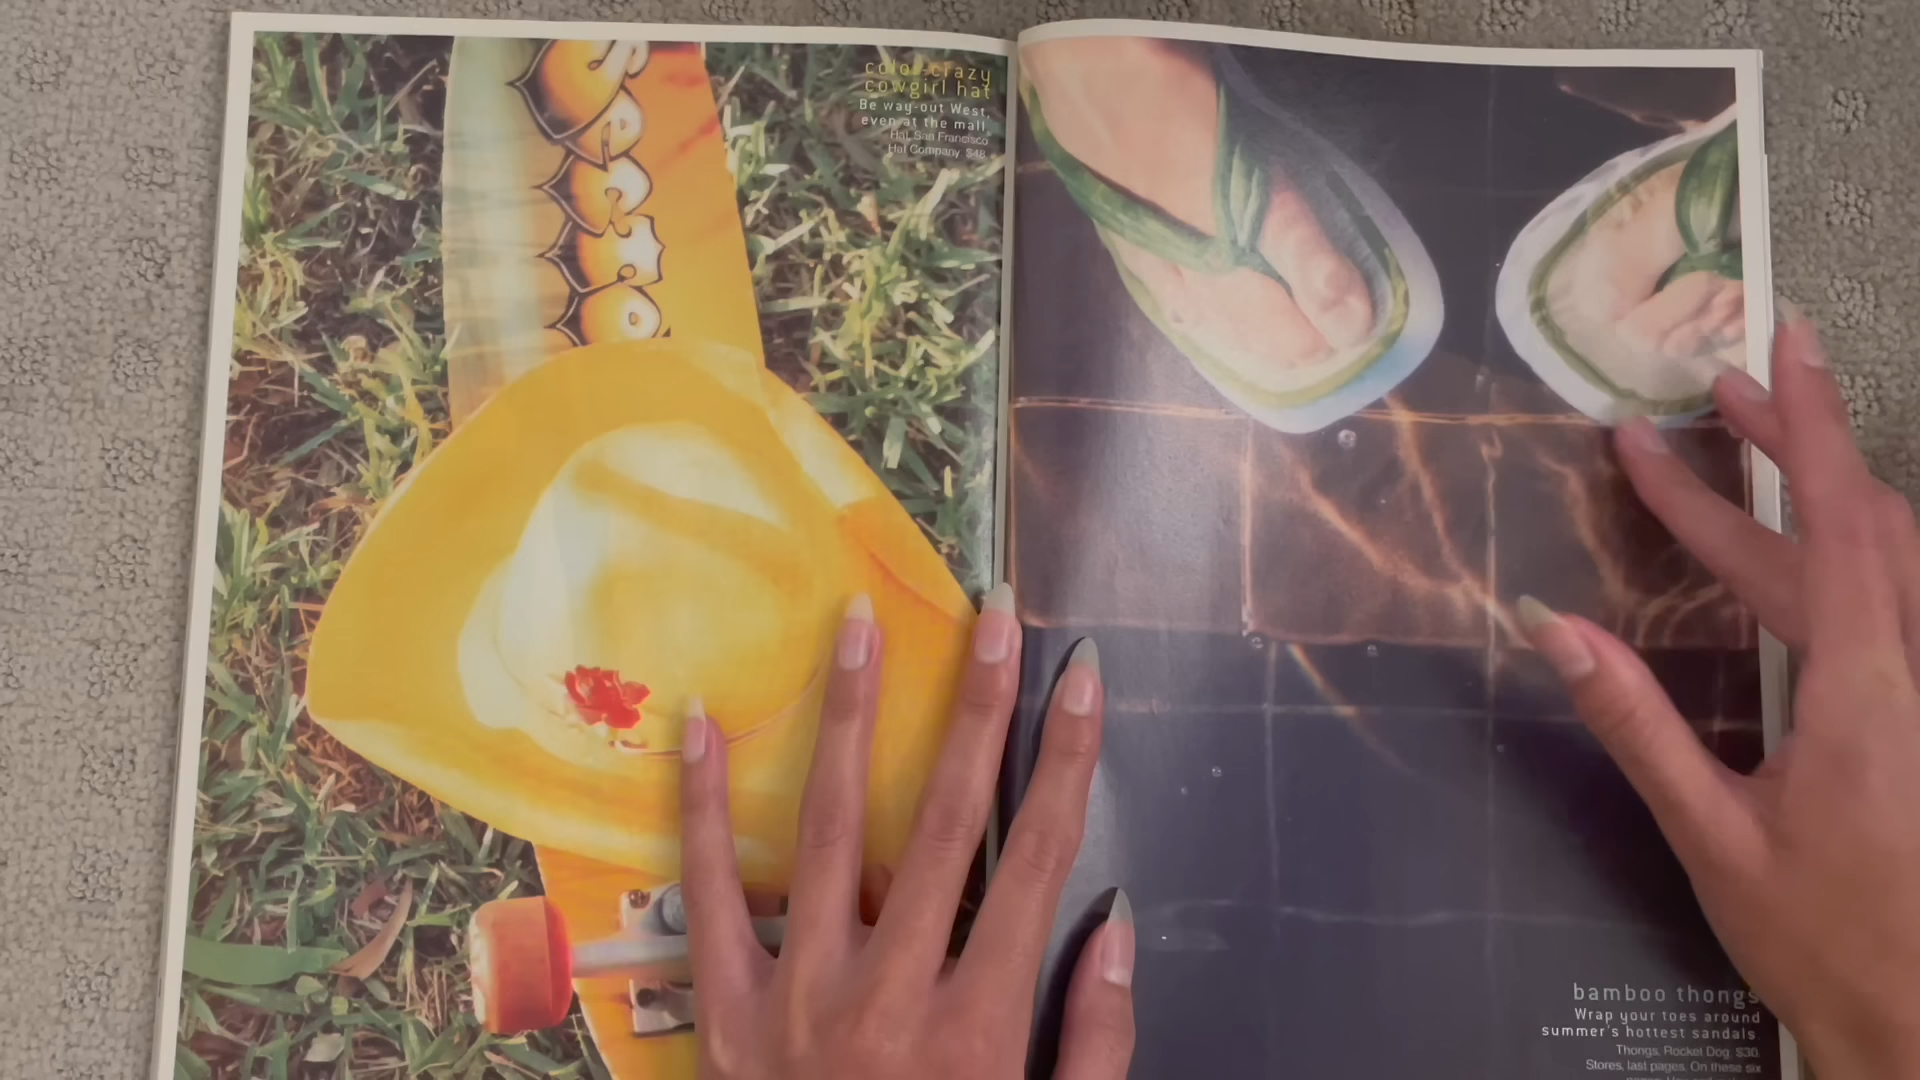 color-crazy
cowgirl hat
Be way-out West,
even at the mall.
Hat, San Francisco
Hat Company. $48.
bamboo thongs
Wrap your toes around
summer's hottest sandals.
Thongs, Rocket Dog. $30.
Stores, last pages. On these six